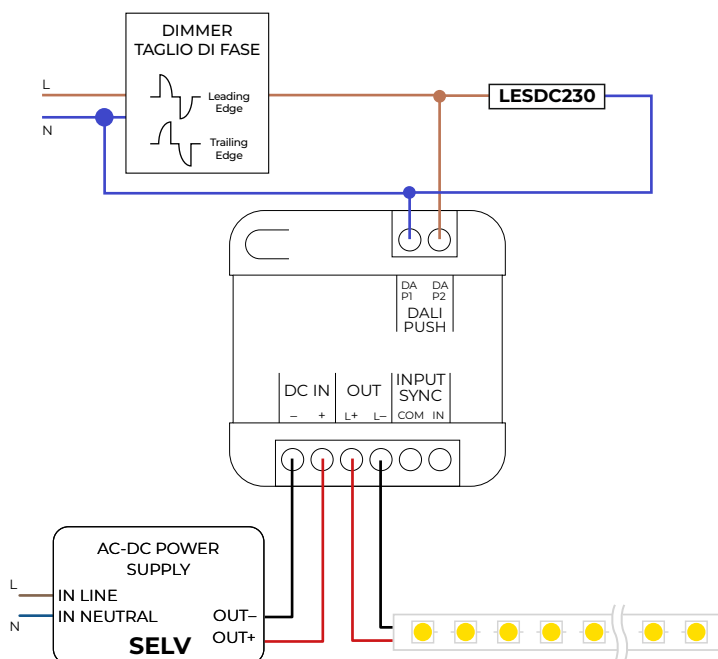 DIMMER
TAGLIO DI FASE
L
Leading
Edge
LESDC230
N
Trailing
Edge
DA DA
P1 P2
DALI
PUSH
DC IN OUT INPUT
SYNC
– + L+ L– COM IN
AC-DC POWER
SUPPLY
L
IN LINE
IN NEUTRAL OUT–
N
SELV OUT+